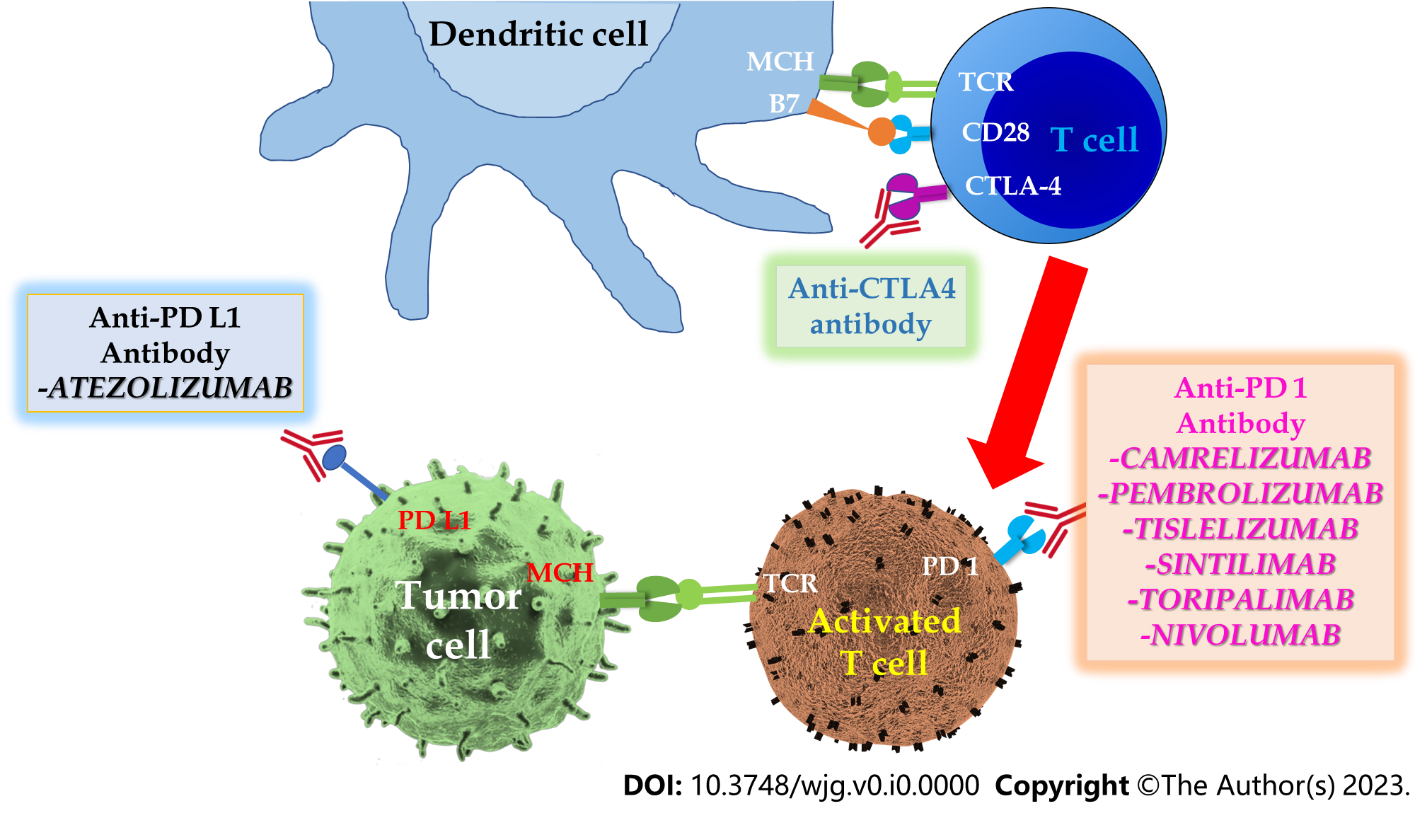 Dendritic cell
MCH
B7
TCR
CD28
T cell
CTLA-4
Anti-CTLA4
antibody
Anti-PD L1
Antibody
-ATEZOLIZUMAB
Anti-PD 1
Antibody
-CAMRELIZUMAB
-PEMBROLIZUMAB
-TISLELIZUMAB
-SINTILIMAB
-TORIPALIMAB
-NIVOLUMAB
PD L1
MCH
Tumor
cell
TCR
PD 1
Activated
T cell
DOI: 10.3748/wjg.v0.i0.0000 Copyright ©The Author(s) 2023.